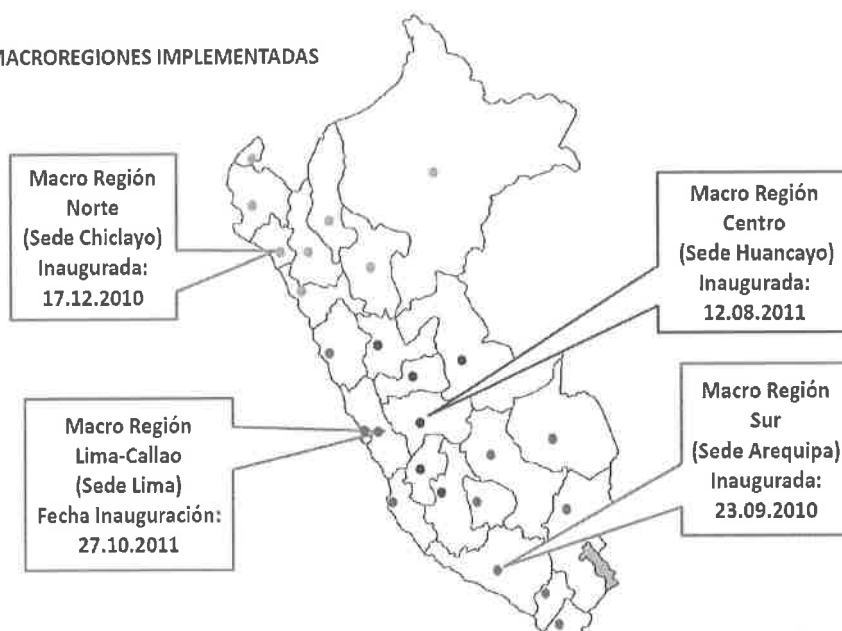 MACROREGIONES IMPLEMENTADAS
Macro Región
Norte
(Sede Chiclayo)
Inaugurada:
17.12.2010
Macro Región
Centro
(Sede Huancayo)
Inaugurada:
12.08.2011
Macro Región
Lima-Callao
(Sede Lima)
Fecha Inauguración:
27.10.2011
Macro Región
Sur
(Sede Arequipa)
Inaugurada:
23.09.2010